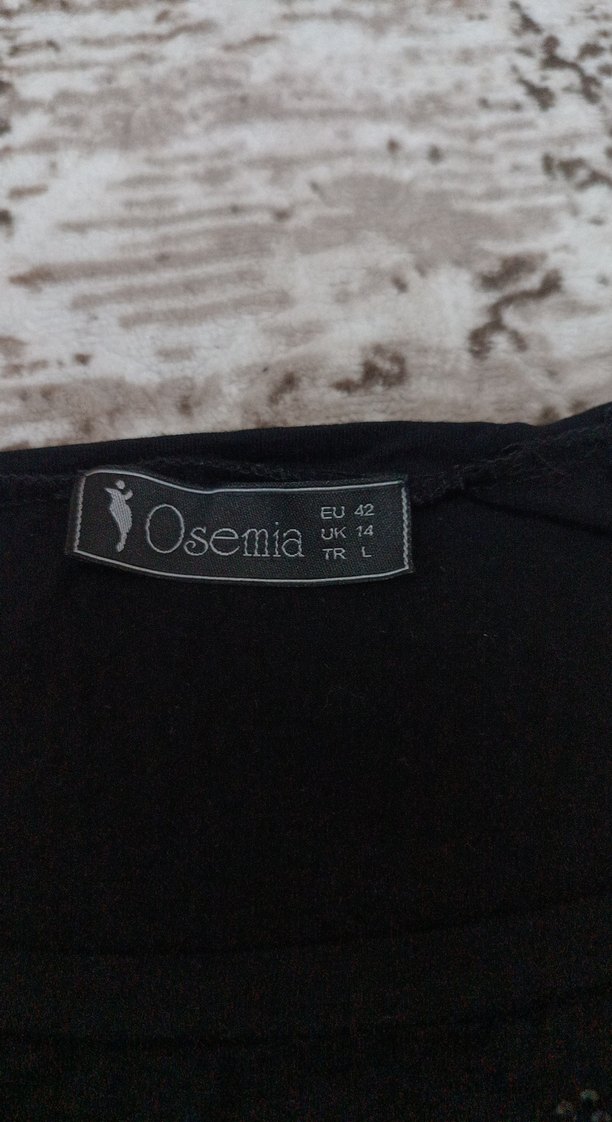 Osemia
EU 42
UK 14
TR L